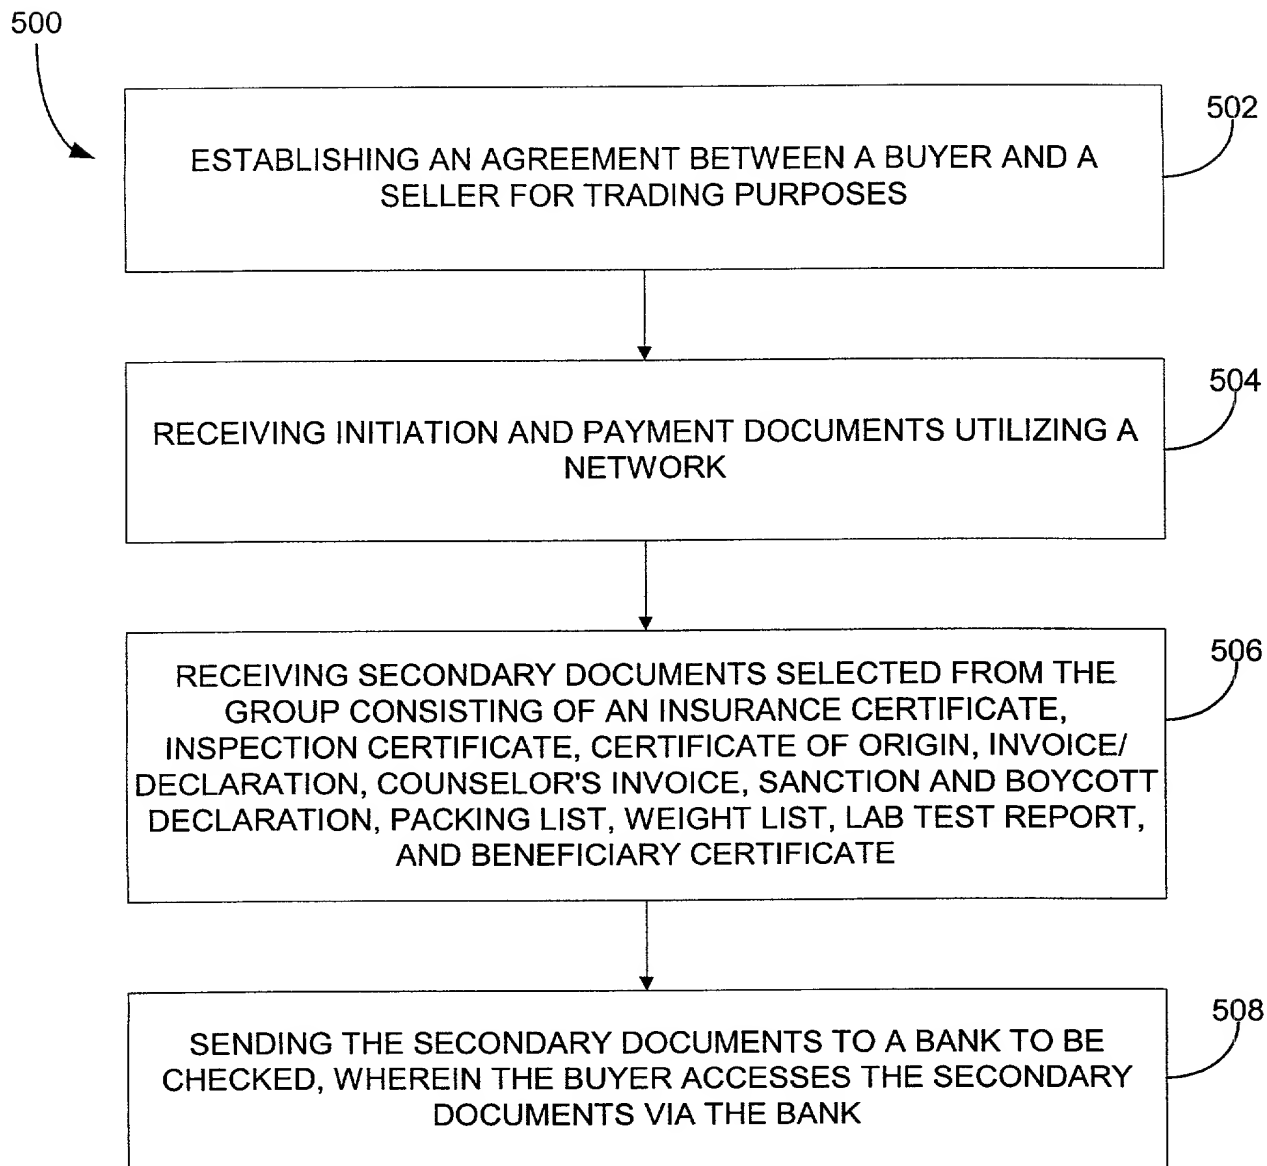 500
502
ESTABLISHING AN AGREEMENT BETWEEN A BUYER AND A
SELLER FOR TRADING PURPOSES
504
RECEIVING INITIATION AND PAYMENT DOCUMENTS UTILIZING A
NETWORK
506
RECEIVING SECONDARY DOCUMENTS SELECTED FROM THE
GROUP CONSISTING OF AN INSURANCE CERTIFICATE,
INSPECTION CERTIFICATE, CERTIFICATE OF ORIGIN, INVOICE/
DECLARATION, COUNSELOR'S INVOICE, SANCTION AND BOYCOTT
DECLARATION, PACKING LIST, WEIGHT LIST, LAB TEST REPORT,
AND BENEFICIARY CERTIFICATE
508
SENDING THE SECONDARY DOCUMENTS TO A BANK TO BE
CHECKED, WHEREIN THE BUYER ACCESSES THE SECONDARY
DOCUMENTS VIA THE BANK